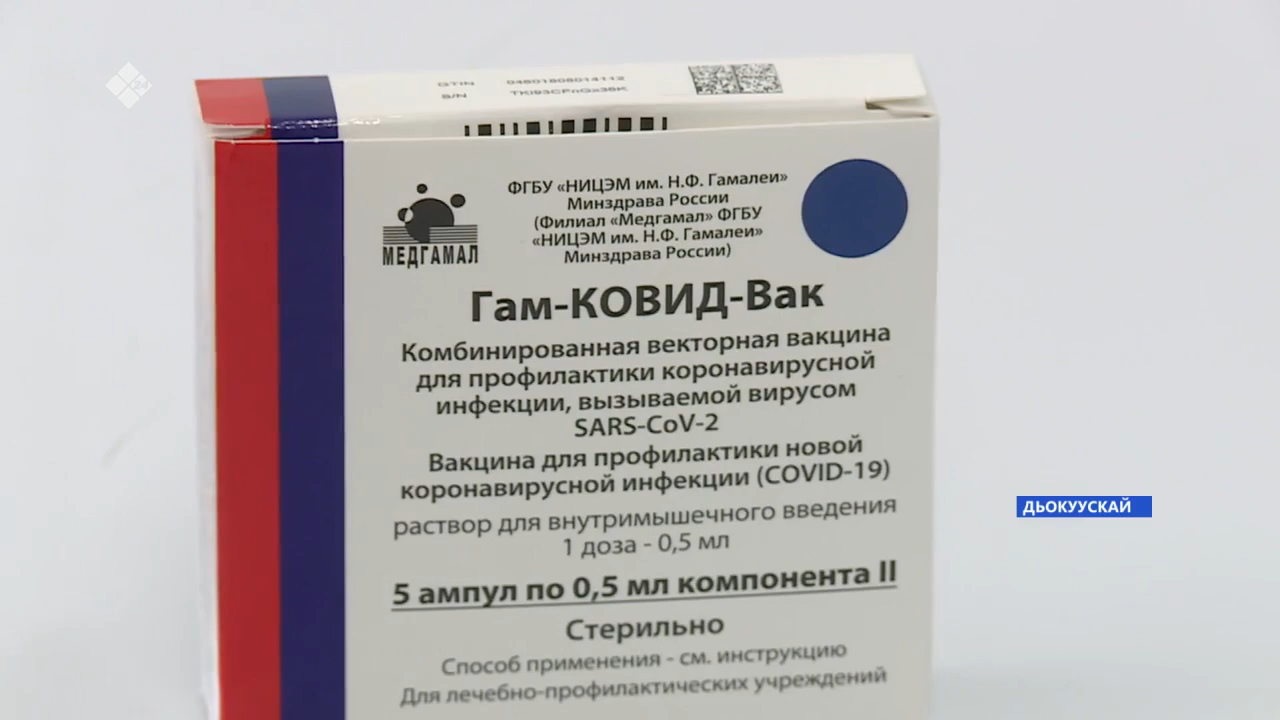 24
GTIN 04601808014112
S/N
ФГБУ «НИЦЭМ им. Н.Ф. Гамалеи»
Минздрава России
(Филиал «Медгамал» ФГБУ
«НИЦЭМ им. Н.Ф. Гамалеи»
Минздрава России)
МЕДГАМАЛ
Гам-КОВИД-Вак
Комбинированная векторная вакцина
для профилактики коронавирусной
инфекции, вызываемой вирусом
SARS-CoV-2
Вакцина для профилактики новой
коронавирусной инфекции (COVID-19)
раствор для внутримышечного введения
1 доза - 0,5 мл
5 ампул по 0,5 мл компонента II
Стерильно
Способ применения - см. инструкцию
Для лечебно-профилактических учреждений
ДЬОКУУСКАЙ